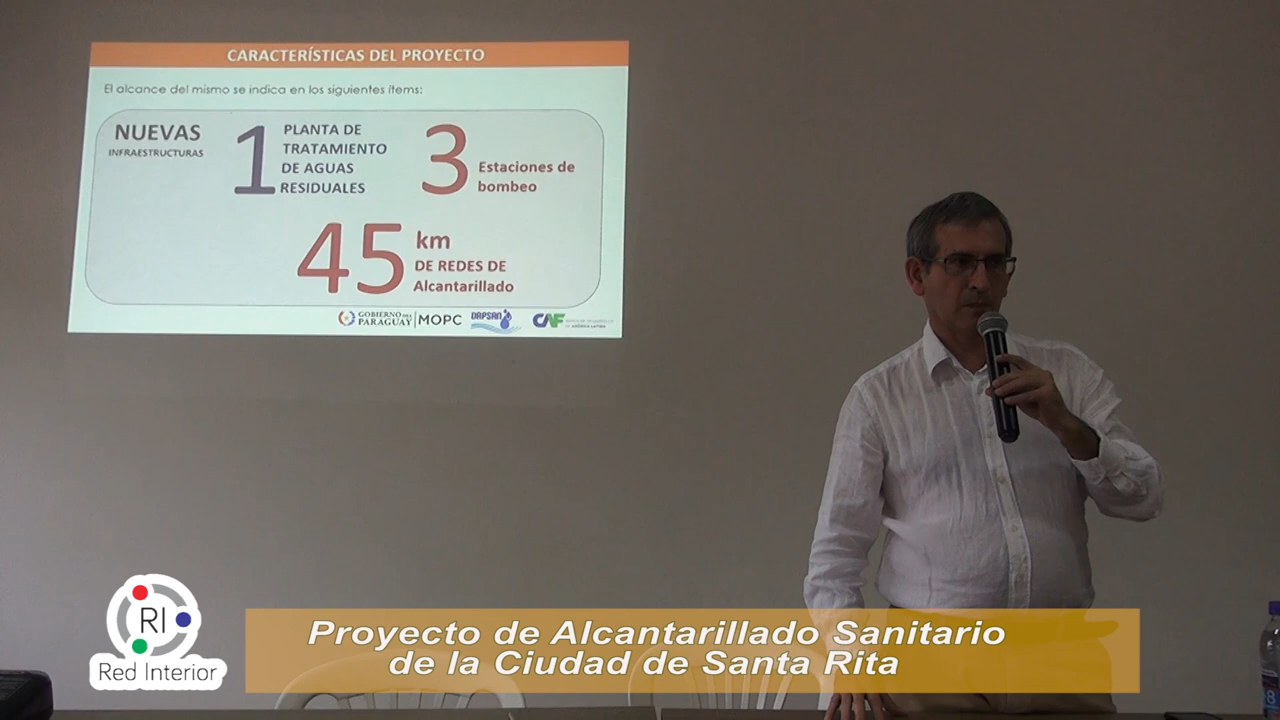 CARACTERÍSTICAS DEL PROYECTO
El alcance del mismo se indica en los siguientes ítems:
NUEVAS
INFRAESTRUCTURAS
1
PLANTA DE
TRATAMIENTO
DE AGUAS
RESIDUALES
3
Estaciones de
bombeo
45
km
DE REDES DE
Alcantarillado
GOBIERNO DEL
PARAGUAY
MOPC
DAPSAN
CAF
RI
Red Interior
Proyecto de Alcantarillado Sanitario
de la Ciudad de Santa Rita